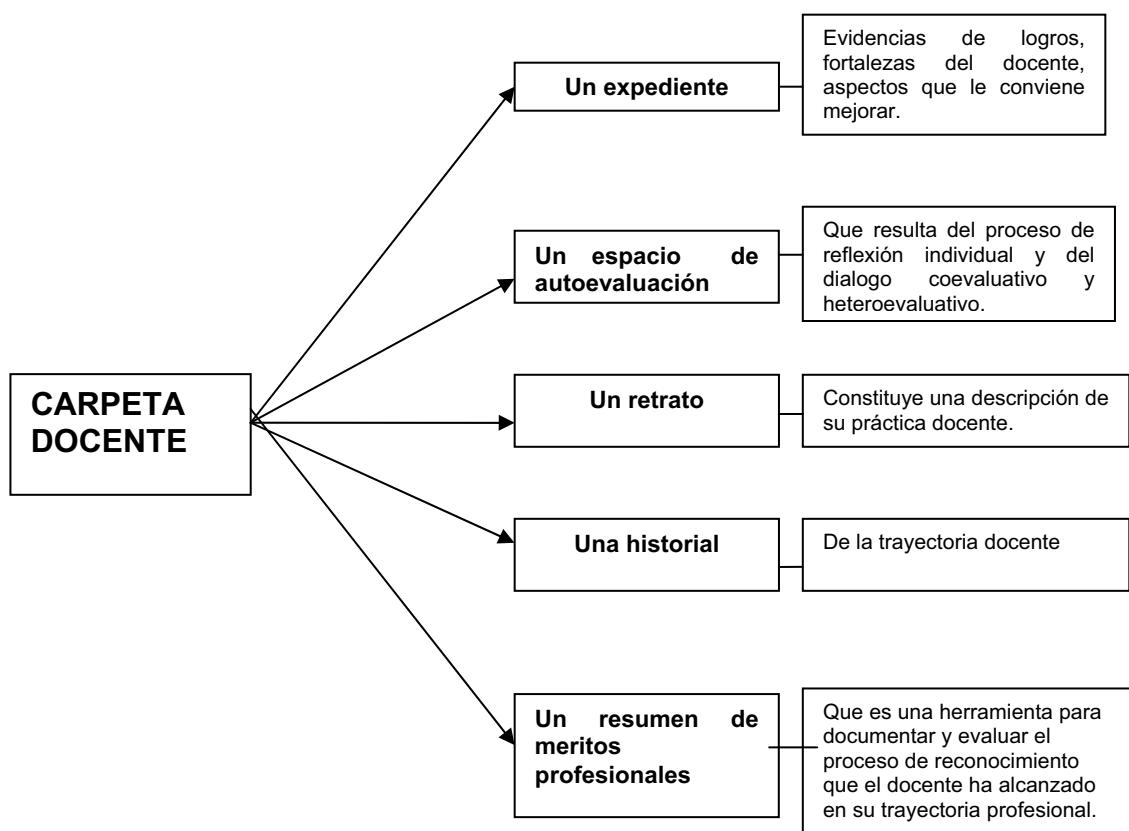 Un expediente
Evidencias de logros,
fortalezas del docente,
aspectos que le conviene
mejorar.
Un espacio de
autoevaluación
Que resulta del proceso de
reflexión individual y del
dialogo coevaluativo y
heteroevaluativo.
CARPETA
DOCENTE
Un retrato
Constituye una descripción de
su práctica docente.
Una historial
De la trayectoria docente
Un resumen de
meritos
profesionales
Que es una herramienta para
documentar y evaluar el
proceso de reconocimiento
que el docente ha alcanzado
en su trayectoria profesional.